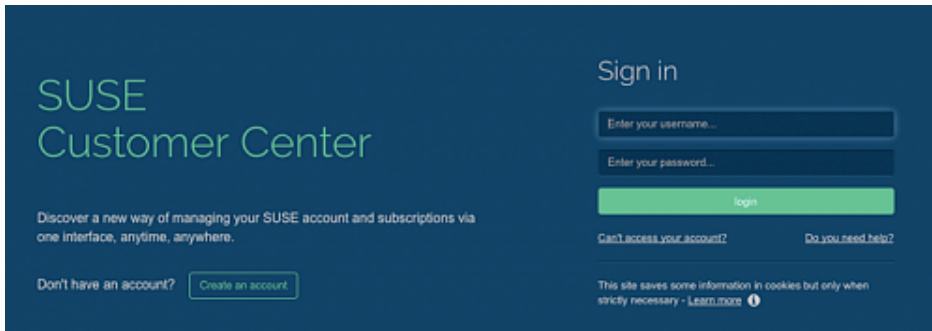 SUSE
Customer Center
Discover a new way of managing your SUSE account and subscriptions via
one interface, anytime, anywhere.
Don't have an account? Create an account
Sign in
Enter your username...
Enter your password...
login
Can't access your account? Do you need help?
This site saves some information in cookies but only when
strictly necessary - Learn more i